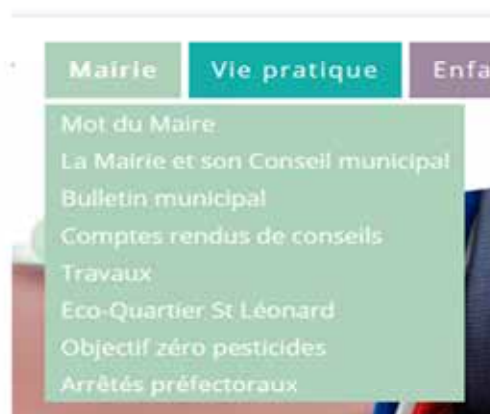 Mairie Vie pratique Enfa
Mot du Maire
La Mairie et son Conseil municipal
Bulletin municipal
Comptes rendus de conseils
Travaux
Eco-Quartier St Léonard
Objectif zéro pesticides
Arrêtés préfectoraux